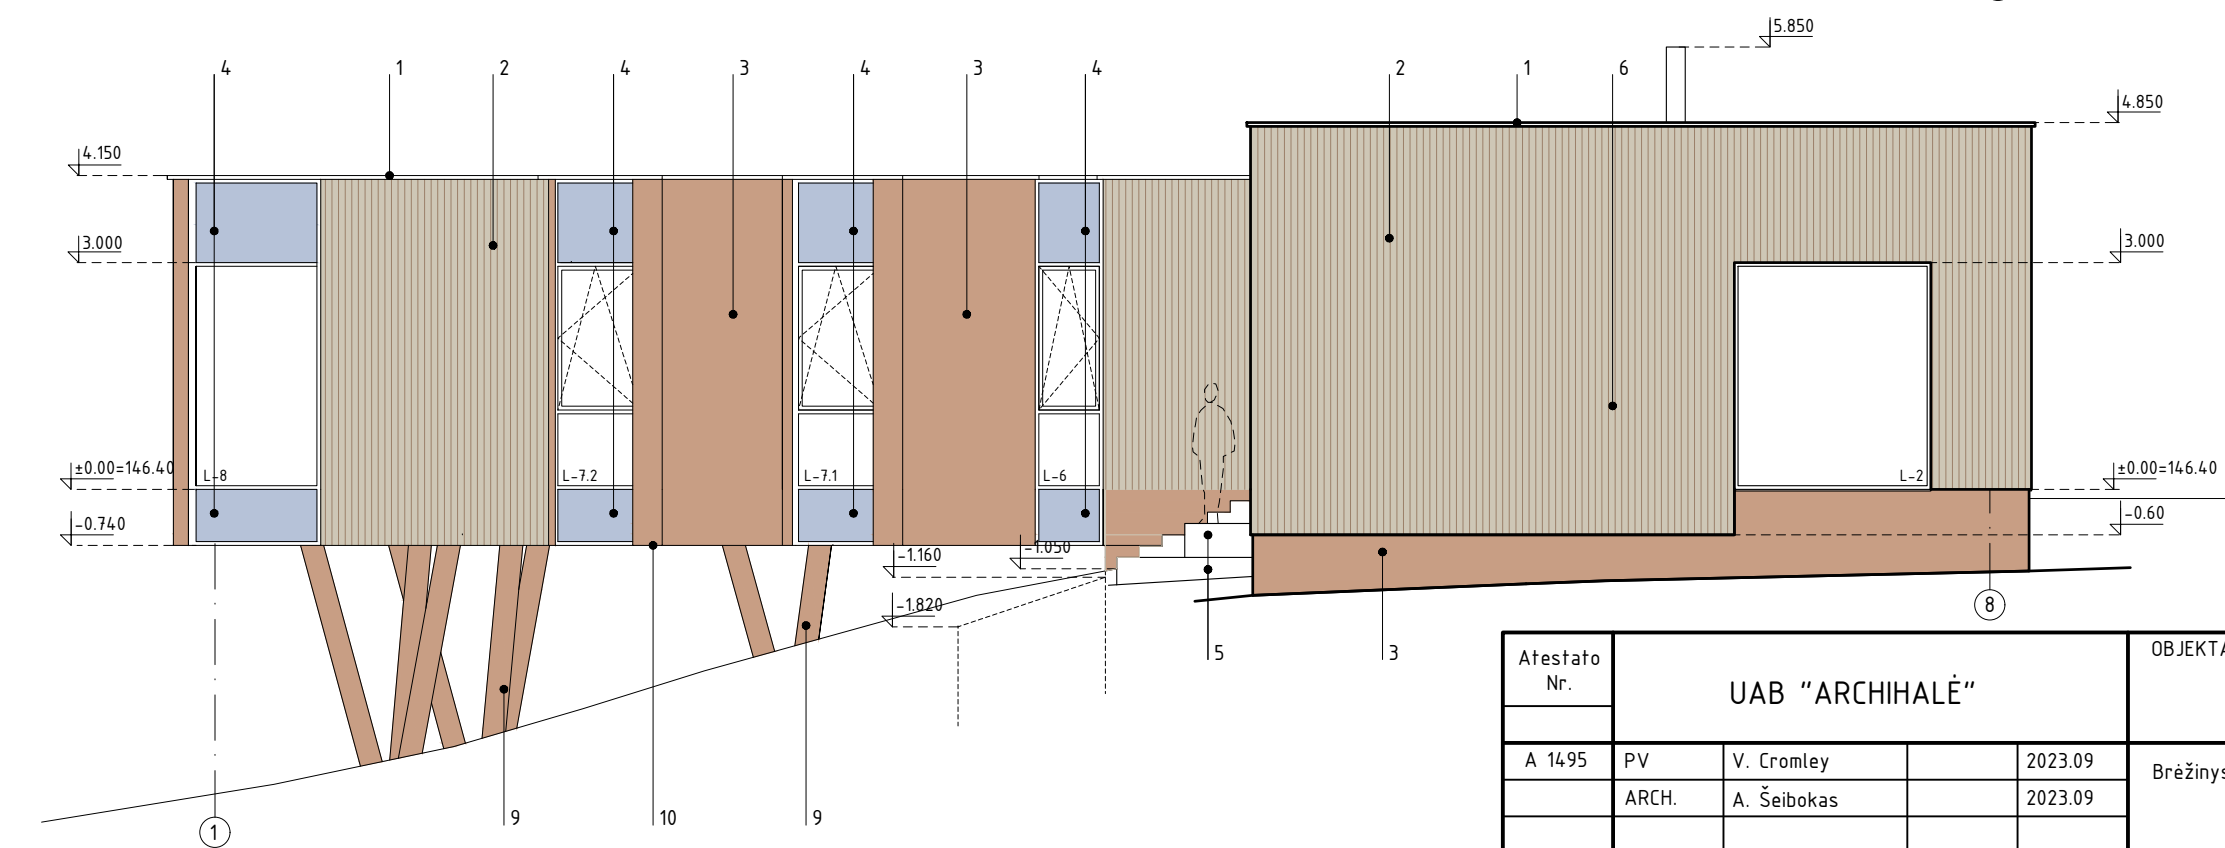 5.850
4 1 2 4 3 4 3 4 2 1 6
4.850
4.150
3.000
3.000
±0.00=146.40
L-8
L-7.2
L-7.1
L-6
L-2
±0.00=146.40
-0.740
-0.60
-1.160
-1.050
-1.820
8
5
3
9
10
9
1
Atestato
Nr.
UAB "ARCHIHALĖ"
OBJEKTA
A 1495 PV V. Cromley 2023.09
Brėžinys
ARCH. A. Šeibokas 2023.09